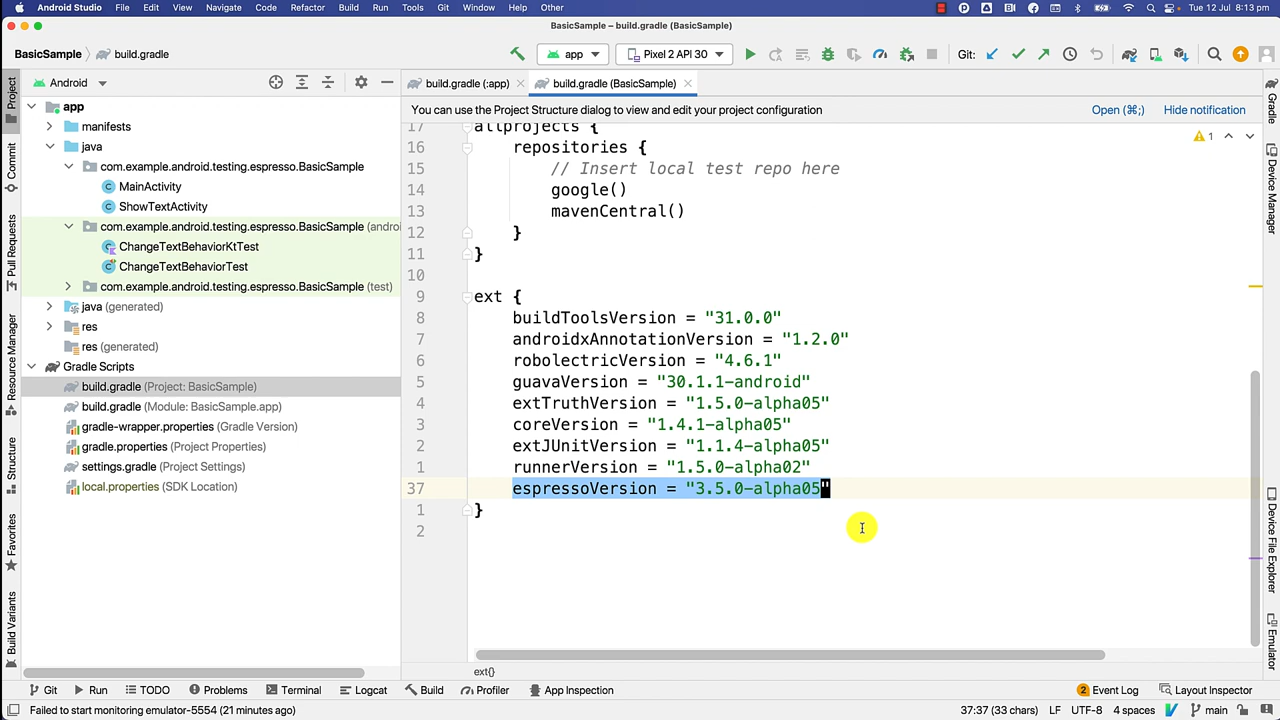 Android Studio File Edit View Navigate Code Refactor Build Run Tools Git Window Help Other Tue 12 Jul 8:13 pm
BasicSample – build.gradle (BasicSample)
BasicSample build.gradle app Pixel 2 API 30 Git:
Android build.gradle (:app) build.gradle (BasicSample)
You can use the Project Structure dialog to view and edit your project configuration Open (⌘;) Hide notification
app
manifests
java
com.example.android.testing.espresso.BasicSample
MainActivity
ShowTextActivity
com.example.android.testing.espresso.BasicSample (andro
ChangeTextBehaviorKtTest
ChangeTextBehaviorTest
com.example.android.testing.espresso.BasicSample (test)
java (generated)
res
res (generated)
Gradle Scripts
build.gradle (Project: BasicSample)
build.gradle (Module: BasicSample.app)
gradle-wrapper.properties (Gradle Version)
gradle.properties (Project Properties)
settings.gradle (Project Settings)
local.properties (SDK Location)
17 allprojects {
16 repositories {
15 // Insert local test repo here
14 google()
13 mavenCentral()
12 }
11 }
10
9 ext {
8 buildToolsVersion = "31.0.0"
7 androidxAnnotationVersion = "1.2.0"
6 robolectricVersion = "4.6.1"
5 guavaVersion = "30.1.1-android"
4 extTruthVersion = "1.5.0-alpha05"
3 coreVersion = "1.4.1-alpha05"
2 extJUnitVersion = "1.1.4-alpha05"
1 runnerVersion = "1.5.0-alpha02"
37 espressoVersion = "3.5.0-alpha05"
1 }
2
1
ext{}
Project
Commit
Pull Requests
Resource Manager
Structure
Favorites
Build Variants
Gradle
Device Manager
Device File Explorer
Emulator
Git Run TODO Problems Terminal Logcat Build Profiler App Inspection 2 Event Log Layout Inspector
Failed to start monitoring emulator-5554 (21 minutes ago) 37:37 (33 chars) LF UTF-8 4 spaces main